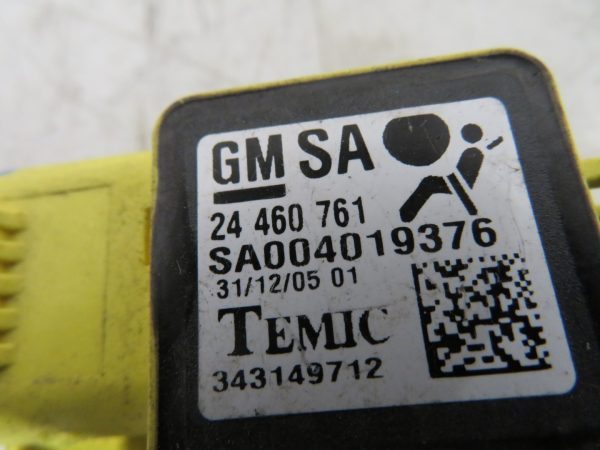 GM SA
24 460 761
SA004019376
31/12/05 01
TEMIC
343149712